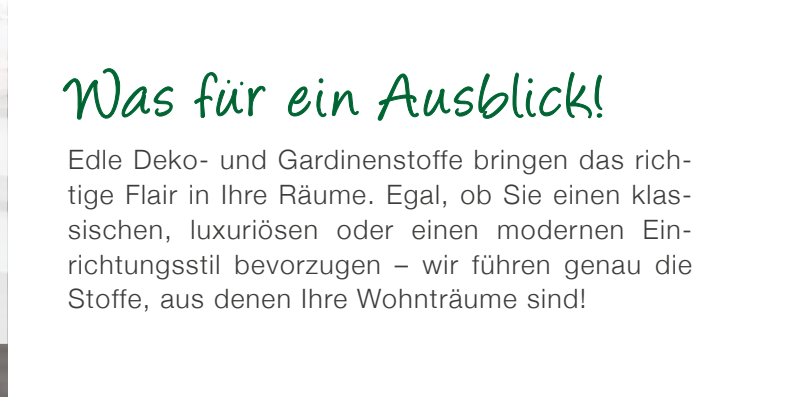 Was für ein Ausblick!
Edle Deko- und Gardinenstoffe bringen das rich-
tige Flair in Ihre Räume. Egal, ob Sie einen klas-
sischen, luxuriösen oder einen modernen Ein-
richtungsstil bevorzugen – wir führen genau die
Stoffe, aus denen Ihre Wohnträume sind!